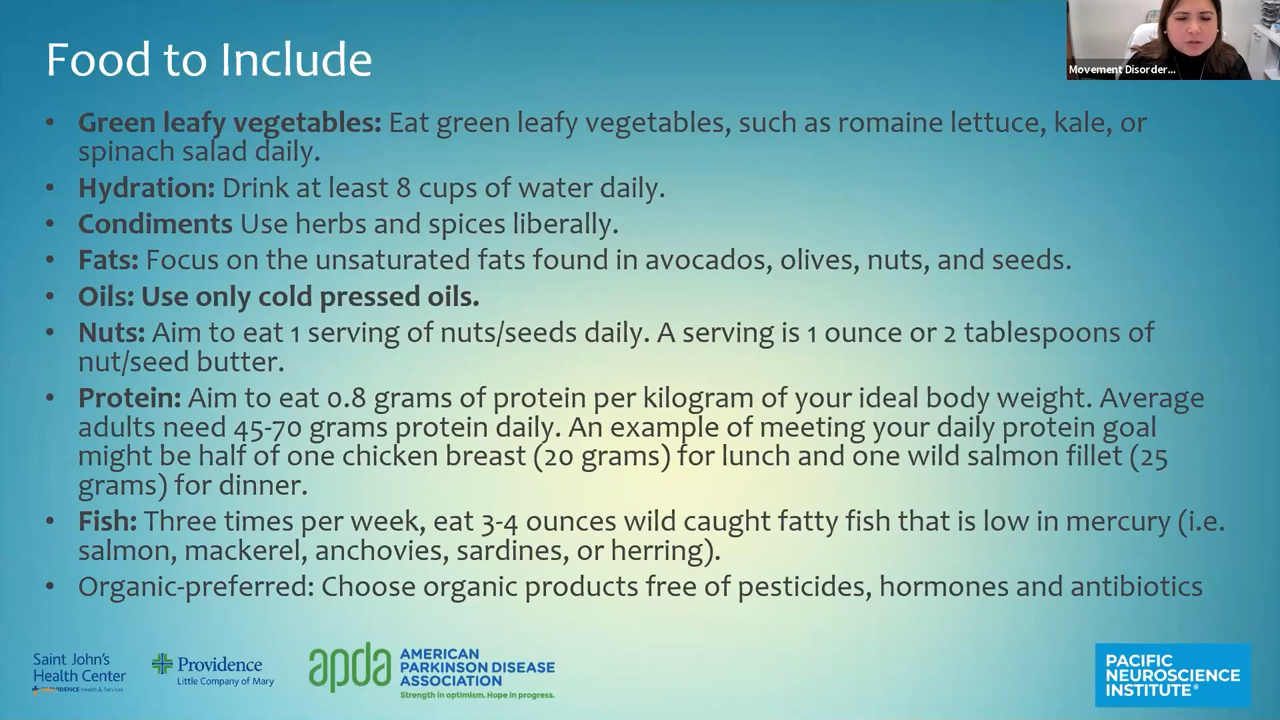 Food to Include
Movement Disorder...
• Green leafy vegetables: Eat green leafy vegetables, such as romaine lettuce, kale, or
spinach salad daily.
• Hydration: Drink at least 8 cups of water daily.
• Condiments Use herbs and spices liberally.
• Fats: Focus on the unsaturated fats found in avocados, olives, nuts, and seeds.
• Oils: Use only cold pressed oils.
• Nuts: Aim to eat 1 serving of nuts/seeds daily. A serving is 1 ounce or 2 tablespoons of
nut/seed butter.
• Protein: Aim to eat 0.8 grams of protein per kilogram of your ideal body weight. Average
adults need 45-70 grams protein daily. An example of meeting your daily protein goal
might be half of one chicken breast (20 grams) for lunch and one wild salmon fillet (25
grams) for dinner.
• Fish: Three times per week, eat 3-4 ounces wild caught fatty fish that is low in mercury (i.e.
salmon, mackerel, anchovies, sardines, or herring).
• Organic-preferred: Choose organic products free of pesticides, hormones and antibiotics
Saint John's
Health Center
Health & Services
Providence
Little Company of Mary
apda
AMERICAN
PARKINSON DISEASE
ASSOCIATION
Strength in optimism. Hope in progress.
PACIFIC
NEUROSCIENCE
INSTITUTE®